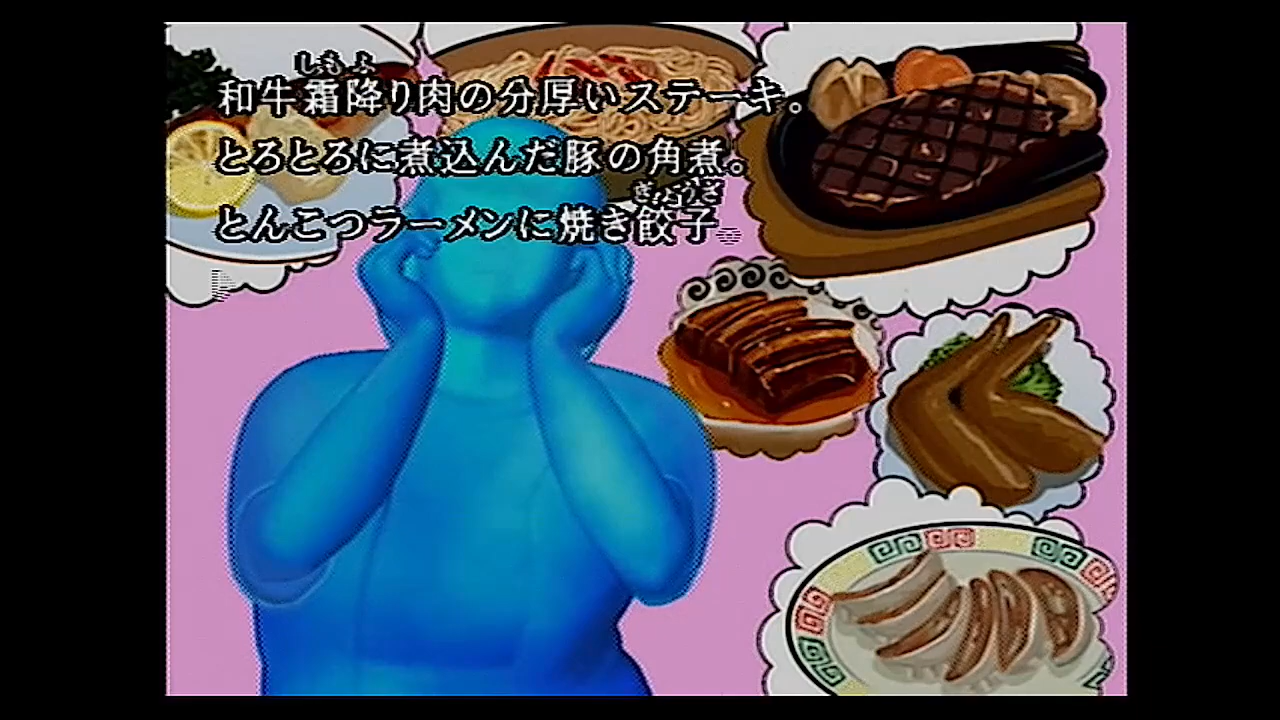 和牛霜降り肉の分厚いステーキ。
とろとろに煮込んだ豚の角煮。
とんこつラーメンに焼き餃子。